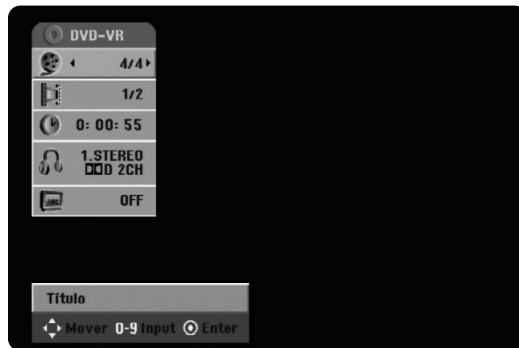 DVD-VR
4/4
1/2
0: 00: 55
1.STEREO
D 2CH
ABC
OFF
Título
Mover 0-9 Input Enter